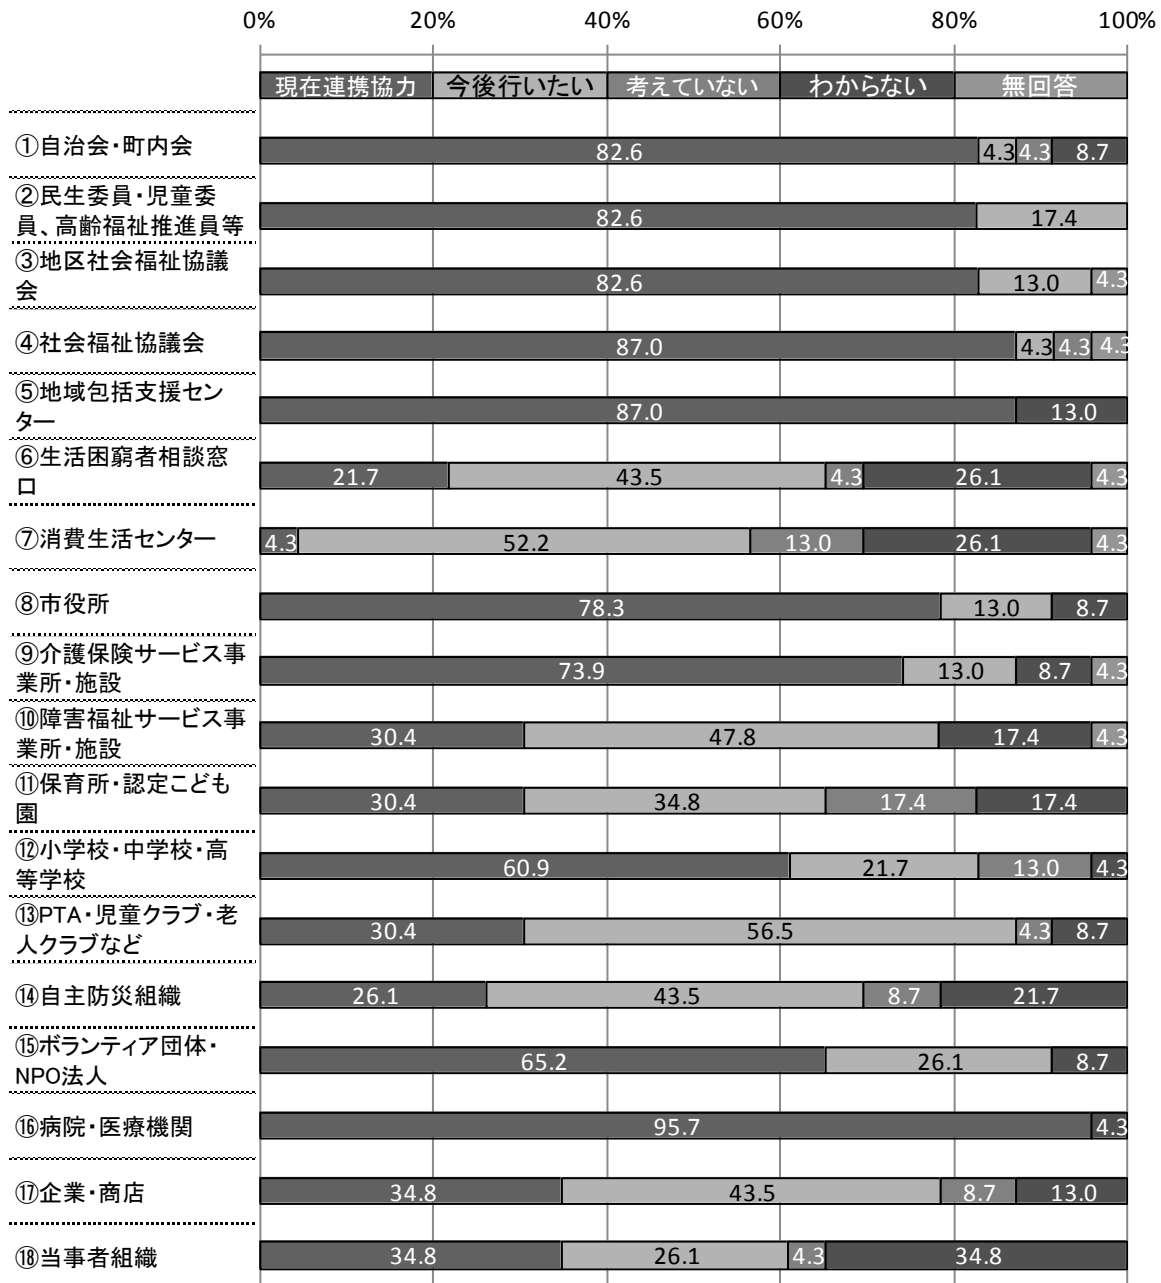 0% 20% 40% 60% 80% 100%
現在連携協力 今後行いたい 考えていない わからない 無回答
①自治会・町内会
82.6 4.3 4.3 8.7
②民生委員・児童委
員、高齢福祉推進員等
82.6 17.4
③地区社会福祉協議
会
82.6 13.0 4.3
④社会福祉協議会
87.0 4.3 4.3 4.3
⑤地域包括支援セン
ター
87.0 13.0
⑥生活困窮者相談窓
口
21.7 43.5 4.3 26.1 4.3
⑦消費生活センター
4.3 52.2 13.0 26.1 4.3
⑧市役所
78.3 13.0 8.7
⑨介護保険サービス事
業所・施設
73.9 13.0 8.7 4.3
⑩障害福祉サービス事
業所・施設
30.4 47.8 17.4 4.3
⑪保育所・認定こども
園
30.4 34.8 17.4 17.4
⑫小学校・中学校・高
等学校
60.9 21.7 13.0 4.3
⑬PTA・児童クラブ・老
人クラブなど
30.4 56.5 4.3 8.7
⑭自主防災組織
26.1 43.5 8.7 21.7
⑮ボランティア団体・
NPO法人
65.2 26.1 8.7
⑯病院・医療機関
95.7 4.3
⑰企業・商店
34.8 43.5 8.7 13.0
⑱当事者組織
34.8 26.1 4.3 34.8